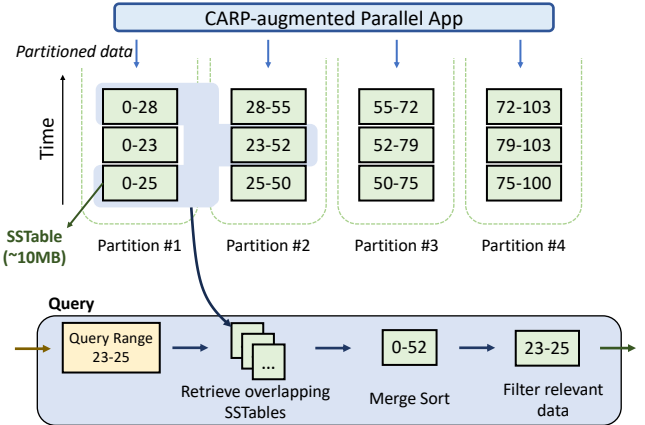 CARP-augmented Parallel App
Partitioned data
Time
0-28
28-55
55-72
72-103
0-23
23-52
52-79
79-103
0-25
25-50
50-75
75-100
SSTable
(~10MB)
Partition #1
Partition #2
Partition #3
Partition #4
Query
Query Range
23-25
...
Retrieve overlapping
SSTables
0-52
Merge Sort
23-25
Filter relevant
data